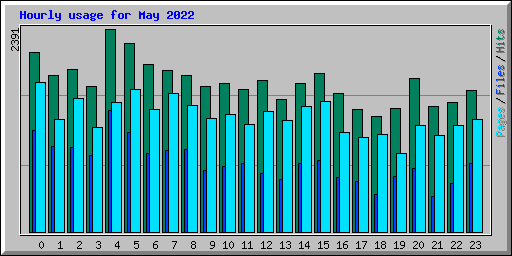 Hourly usage for May 2022
2391
Pages / Files / Hits
0 1 2 3 4 5 6 7 8 9 10 11 12 13 14 15 16 17 18 19 20 21 22 23